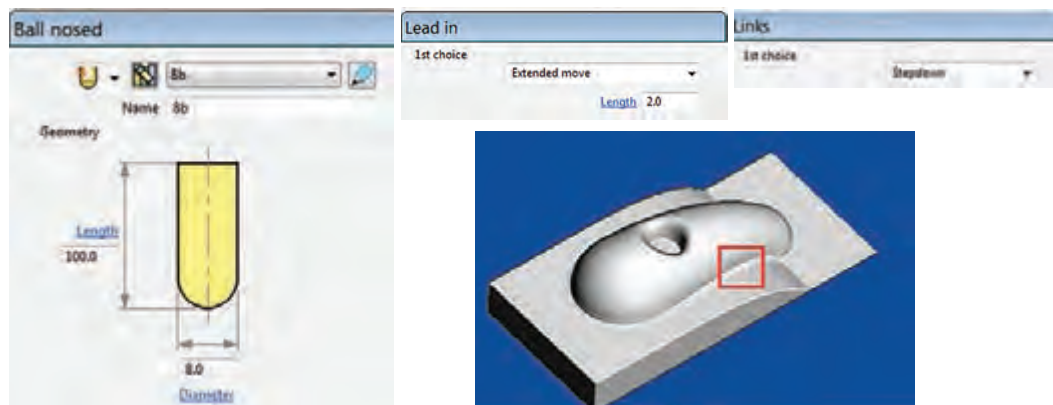 Ball nosed
8b
Name 8b
Geometry
Length
100.0
8.0
Diameter
Lead in
1st choice
Extended move
Length 2.0
Links
1st choice
Stepdown